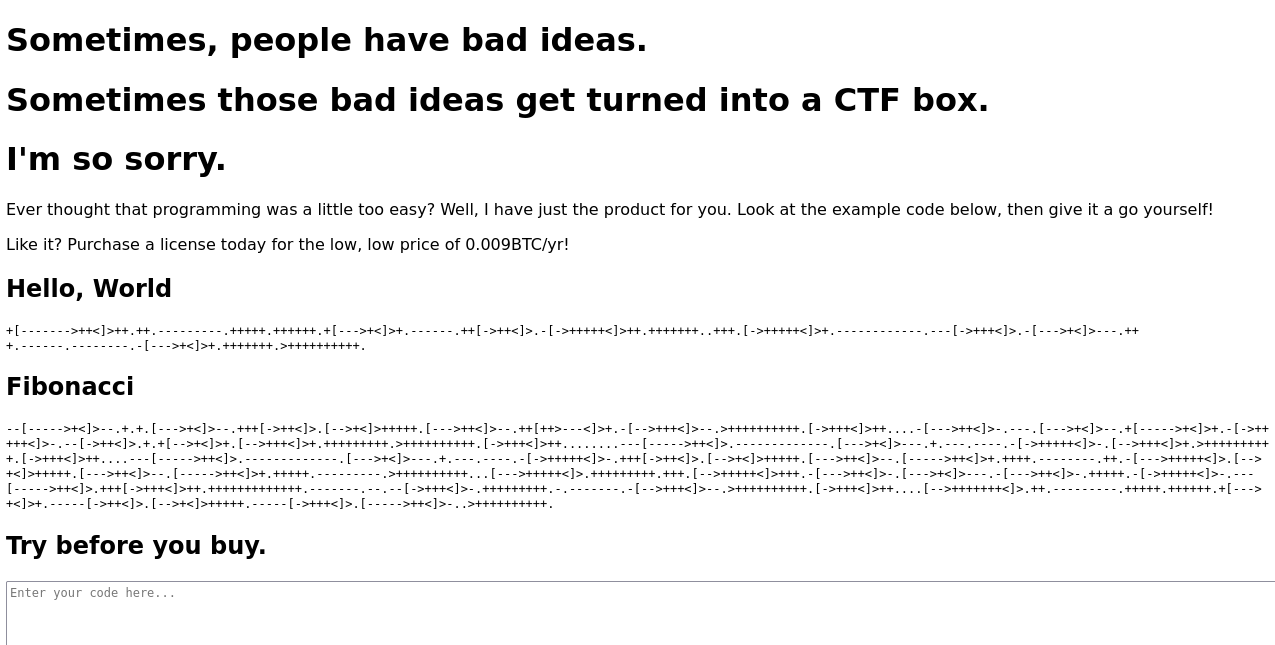 Sometimes, people have bad ideas.
Sometimes those bad ideas get turned into a CTF box.
I'm so sorry.
Ever thought that programming was a little too easy? Well, I have just the product for you. Look at the example code below, then give it a go yourself!
Like it? Purchase a license today for the low, low price of 0.009BTC/yr!
Hello, World
+[------->++<]>++.++.---------.+++++.++++++.+[--->+<]>+.------.++[->++<]>.-[->+++++<]>++.+++++++..+++.[->+++++<]>+.------------.---[->+++<]>.-[--->+<]>---.++
+.------.--------.-[--->+<]>+.+++++++.>++++++++++.
Fibonacci
--[----->+<]>--.+.+.[--->+<]>--.+++[->++<]>.[-->+<]>+++++.[--->++<]>--.++[++>---<]>+.-[-->+++<]>--.>++++++++++.[->+++<]>++....-[--->++<]>-.---.[--->+<]>--.+[----->+<]>+.-[->++
+++<]>-.--[->++<]>.+.+[-->+<]>+.[-->+++<]>+.+++++++++.>++++++++++.[->+++<]>++........---[----->++<]>.-------------.[--->+<]>---.+.---.----.-[->+++++<]>-.[-->+++<]>+.>+++++++++
+.[->+++<]>++....---[----->++<]>.-------------.[--->+<]>---.+.---.----.-[->+++++<]>-.+++[->++<]>.[-->+<]>+++++.[--->++<]>--.[----->++<]>+.++++.--------.++.-[--->+++++<]>.[-->
+<]>+++++.[--->++<]>--.[----->++<]>+.+++++.---------.>++++++++++...[--->+++++<]>.+++++++++.+++.[-->+++++<]>+++.-[--->++<]>-.[--->+<]>---.-[--->++<]>-.+++++.-[->+++++<]>-.---
[----->++<]>.+++[->+++<]>++.+++++++++++++.-------.--.--[->+++<]>-.+++++++++.-.-------.-[-->+++<]>--.>++++++++++.[->+++<]>++....[-->+++++++<]>.++.---------.+++++.++++++.+[--->
+<]>+.-----[->++<]>.[-->+<]>+++++.-----[->+++<]>.[----->++<]>-..>++++++++++.
Try before you buy.
Enter your code here...